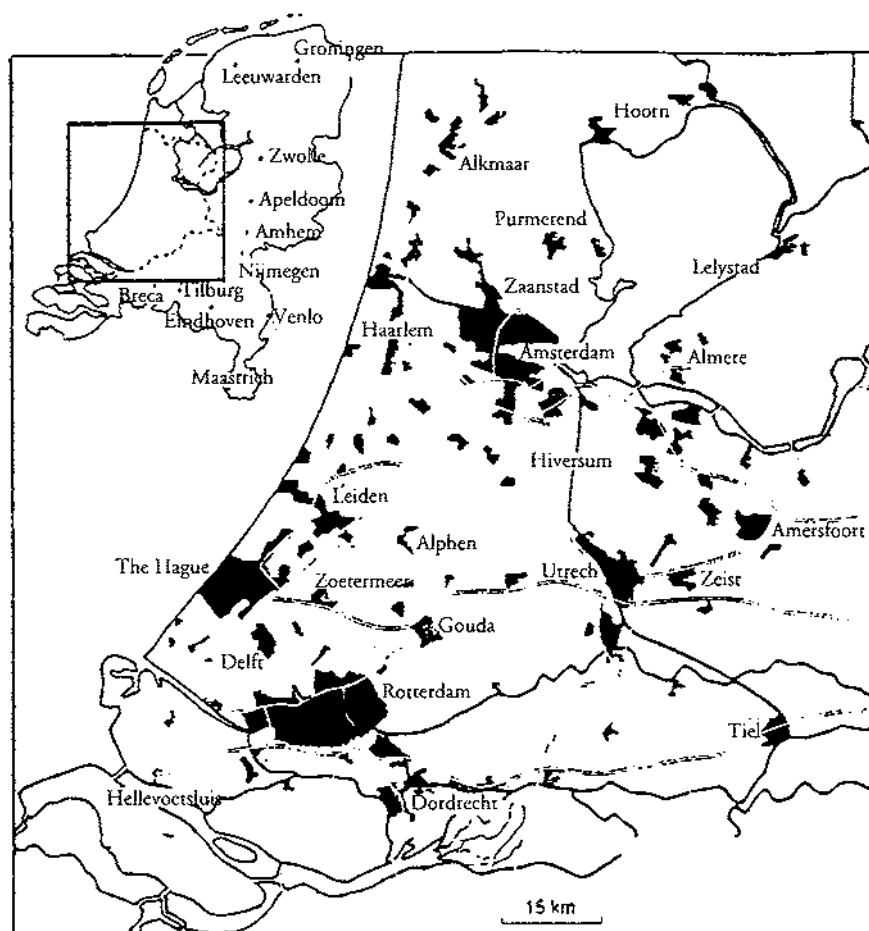 Groningen
Leeuwarden
Zwolle
Apeldoorn
Arnhem
Nijmegen
Breca
Tilburg
Eindhoven
Venlo
Maastrich
Hoorn
Alkmaar
Purmerend
Lelystad
t
Zaanstad
Haarlem
Amsterdam
Almere
Hiversum
Leiden
Amersfoort
Alphen
The Hague
Zoetermeer
Utrech
Zeist
Gouda
Delft
Rotterdam
Tiel
Hellevoetsluis
Dordrecht
15 km